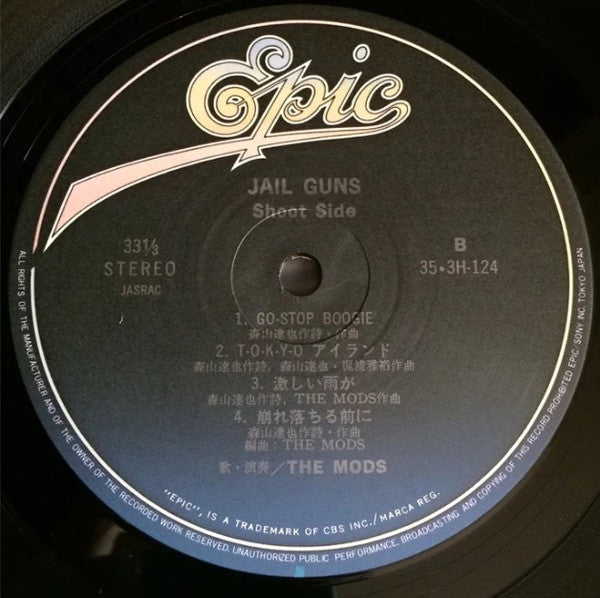 Epic
JAIL GUNS
Shoot Side
33⅓
STEREO
JASRAC
B
35・3H-124
1. GO-STOP BOOGIE
森山達也作詩・作曲
2. T-O-K-Y-O アイランド
森山達也作詩, 森山達也・梶浦雅裕作曲
3. 激しい雨が
森山達也作詩, THE MODS作曲
4. 崩れ落ちる前に
森山達也作詩・作曲
編曲：THE MODS
歌・演奏／THE MODS
"EPIC", IS A TRADEMARK OF CBS INC./MARCA REG.
ALL RIGHTS OF THE MANUFACTURER AND OF THE OWNER OF THE RECORDED WORK RESERVED, UNAUTHORIZED PUBLIC PERFORMANCE, BROADCASTING AND COPYING OF THIS RECORD PROHIBITED EPIC/SONY INC. TOKYO JAPAN